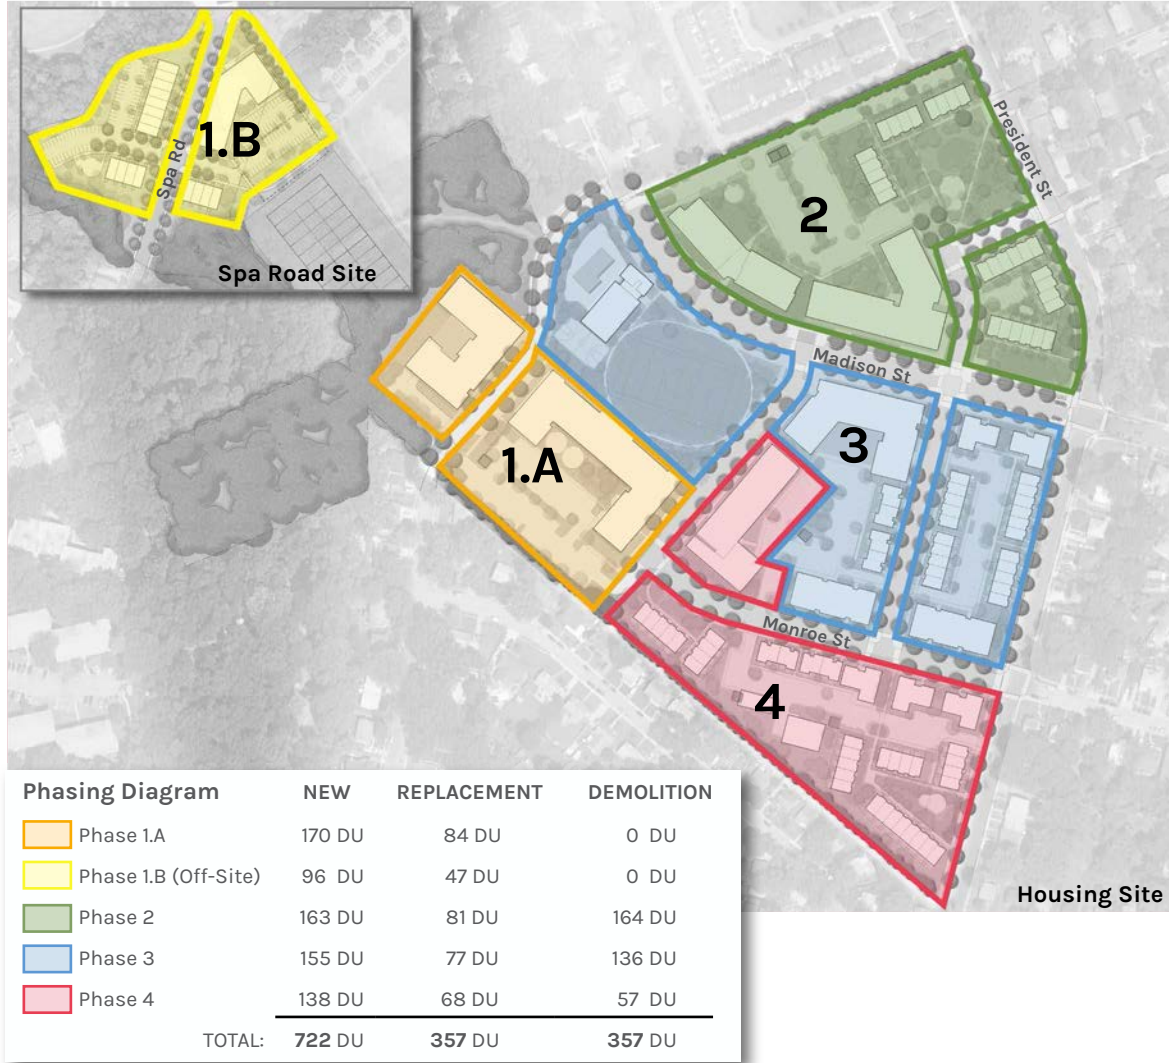 1.B
Spa Rd
Spa Road Site
President St
2
Madison St
1.A
3
Monroe St
4
Housing Site
Phasing Diagram NEW REPLACEMENT DEMOLITION
Phase 1.A 170 DU 84 DU 0 DU
Phase 1.B (Off-Site) 96 DU 47 DU 0 DU
Phase 2 163 DU 81 DU 164 DU
Phase 3 155 DU 77 DU 136 DU
Phase 4 138 DU 68 DU 57 DU
TOTAL: 722 DU 357 DU 357 DU